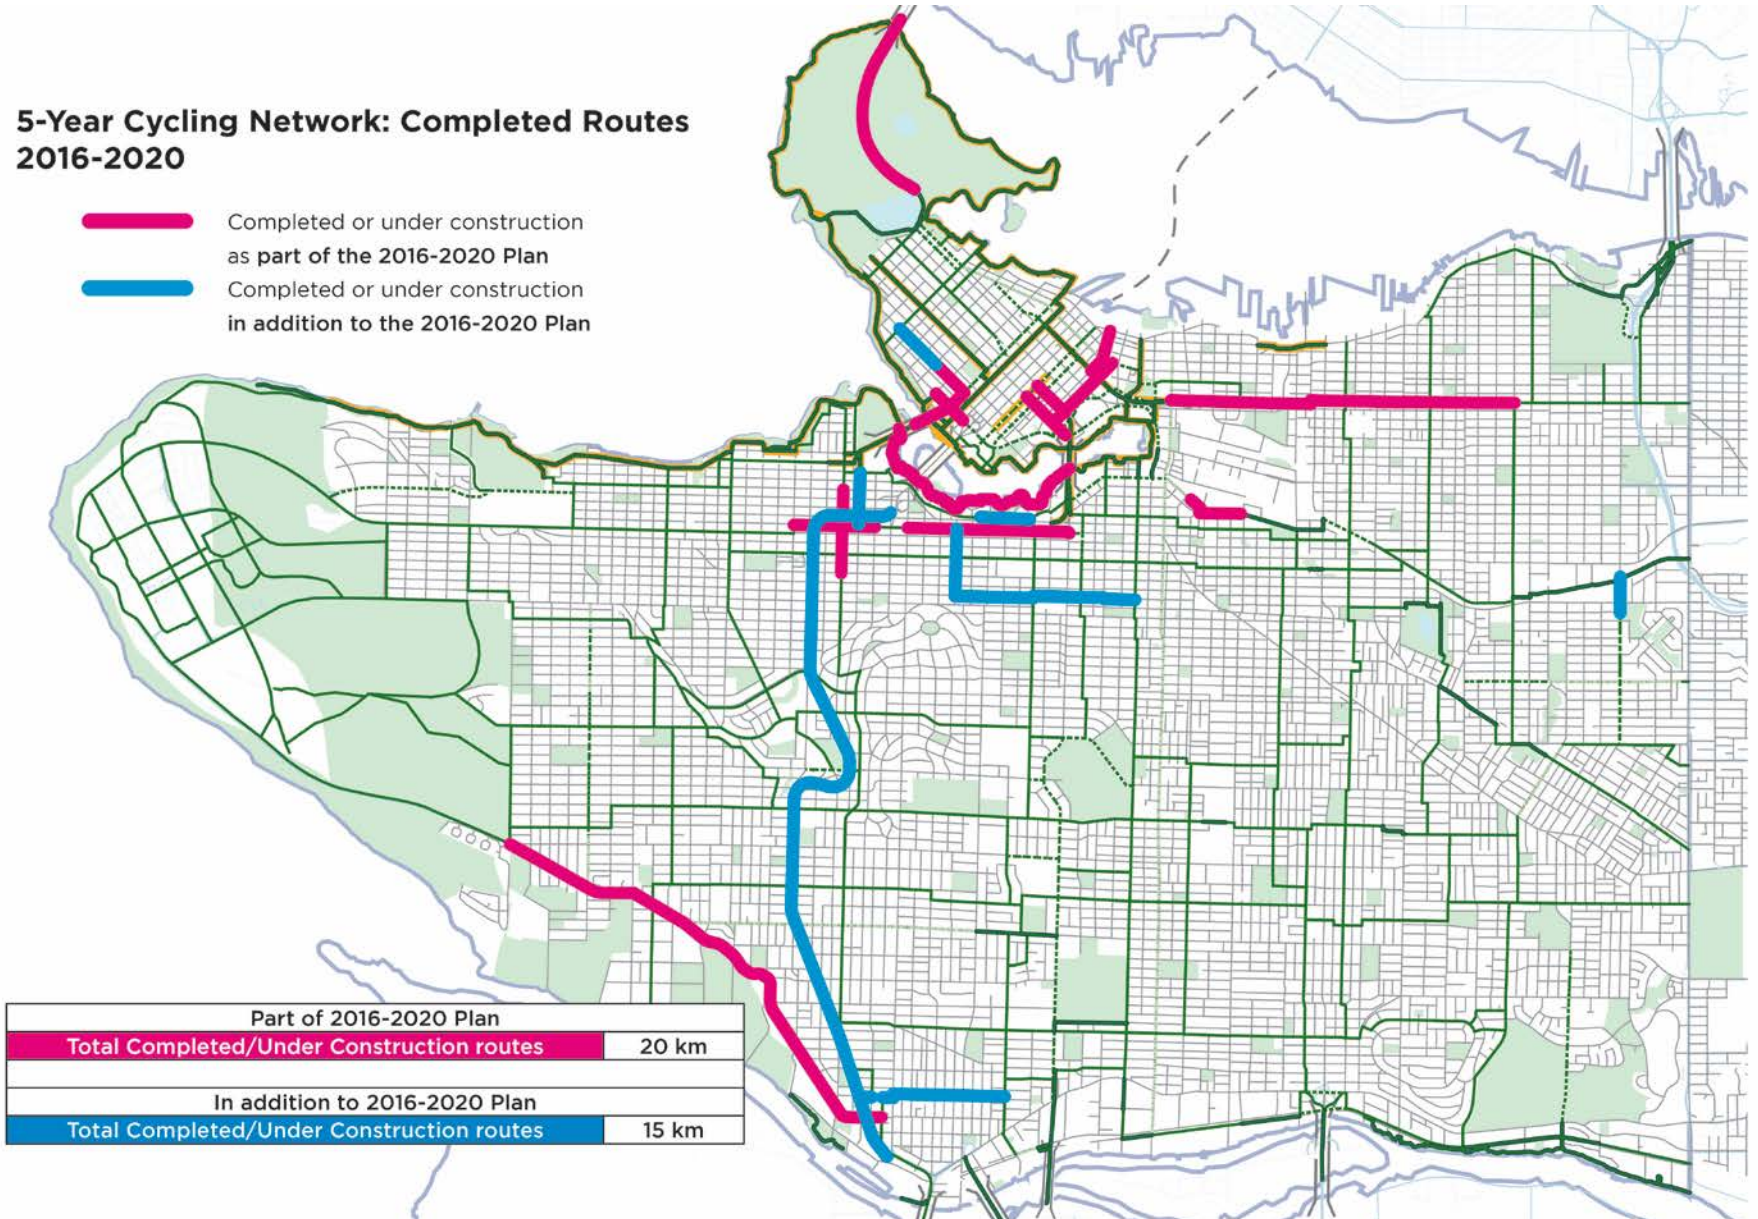 5-Year Cycling Network: Completed Routes
2016-2020
Completed or under construction
as part of the 2016-2020 Plan
Completed or under construction
in addition to the 2016-2020 Plan
Part of 2016-2020 Plan
Total Completed/Under Construction routes 20 km
In addition to 2016-2020 Plan
Total Completed/Under Construction routes 15 km